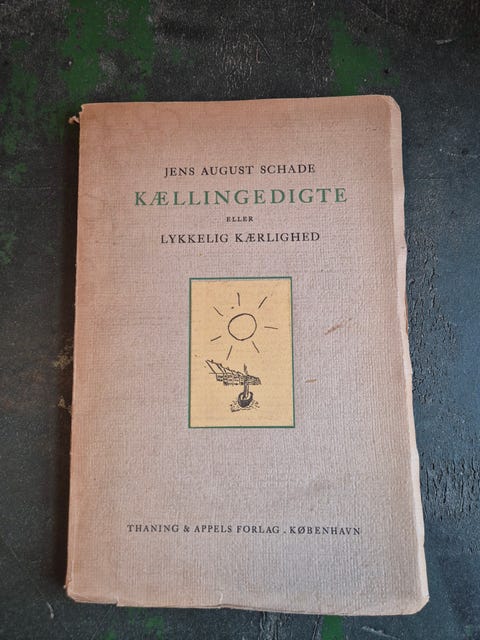 JENS AUGUST SCHADE
KÆLLINGEDIGTE
ELLER
LYKKELIG KÆRLIGHED
THANING & APPELS FORLAG . KØBENHAVN